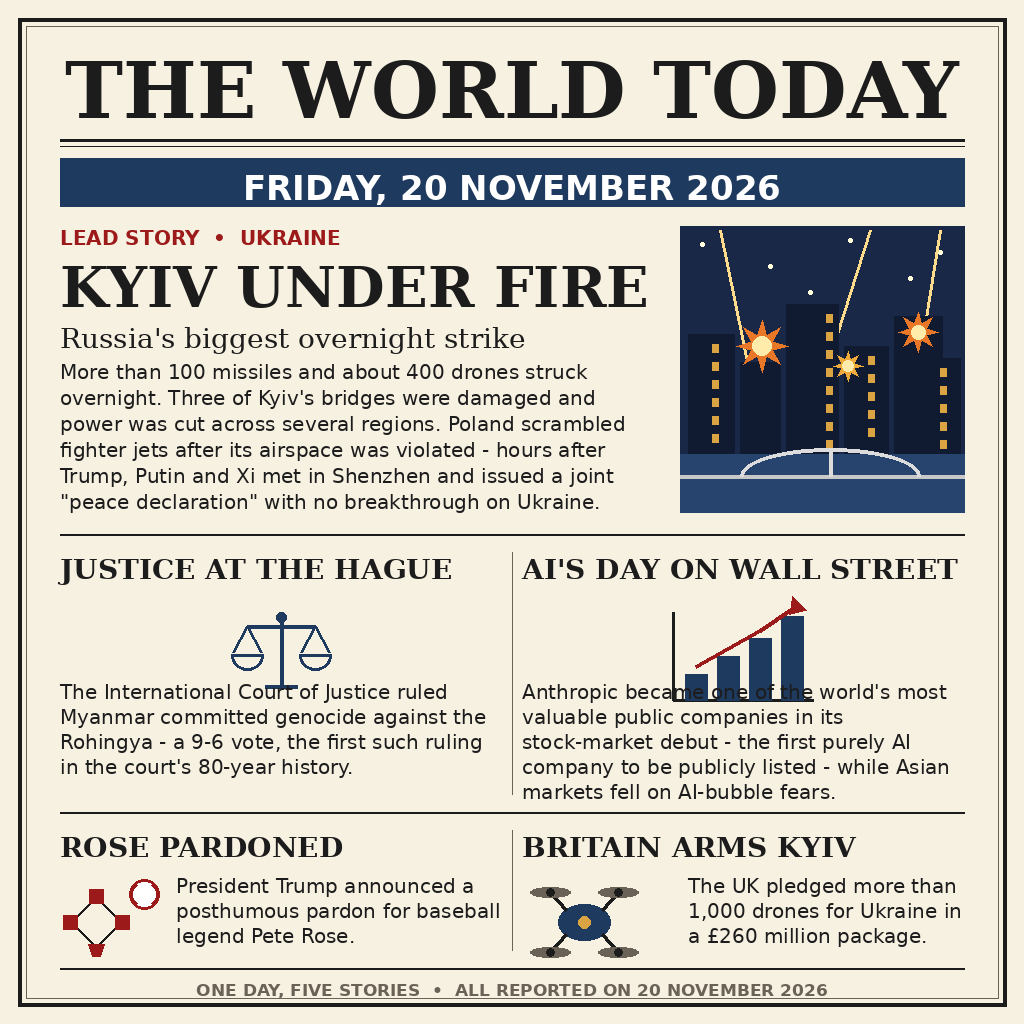 THE WORLD TODAY
FRIDAY, 20 NOVEMBER 2026
LEAD STORY • UKRAINE
KYIV UNDER FIRE
Russia's biggest overnight strike
More than 100 missiles and about 400 drones struck
overnight. Three of Kyiv's bridges were damaged and
power was cut across several regions. Poland scrambled
fighter jets after its airspace was violated - hours after
Trump, Putin and Xi met in Shenzhen and issued a joint
"peace declaration" with no breakthrough on Ukraine.
JUSTICE AT THE HAGUE
The International Court of Justice ruled
Myanmar committed genocide against the
Rohingya - a 9-6 vote, the first such ruling
in the court's 80-year history.
AI'S DAY ON WALL STREET
Anthropic became one of the world's most
valuable public companies in its
stock-market debut - the first purely AI
company to be publicly listed - while Asian
markets fell on AI-bubble fears.
ROSE PARDONED
President Trump announced a
posthumous pardon for baseball
legend Pete Rose.
BRITAIN ARMS KYIV
The UK pledged more than
1,000 drones for Ukraine in
a £260 million package.
ONE DAY, FIVE STORIES • ALL REPORTED ON 20 NOVEMBER 2026